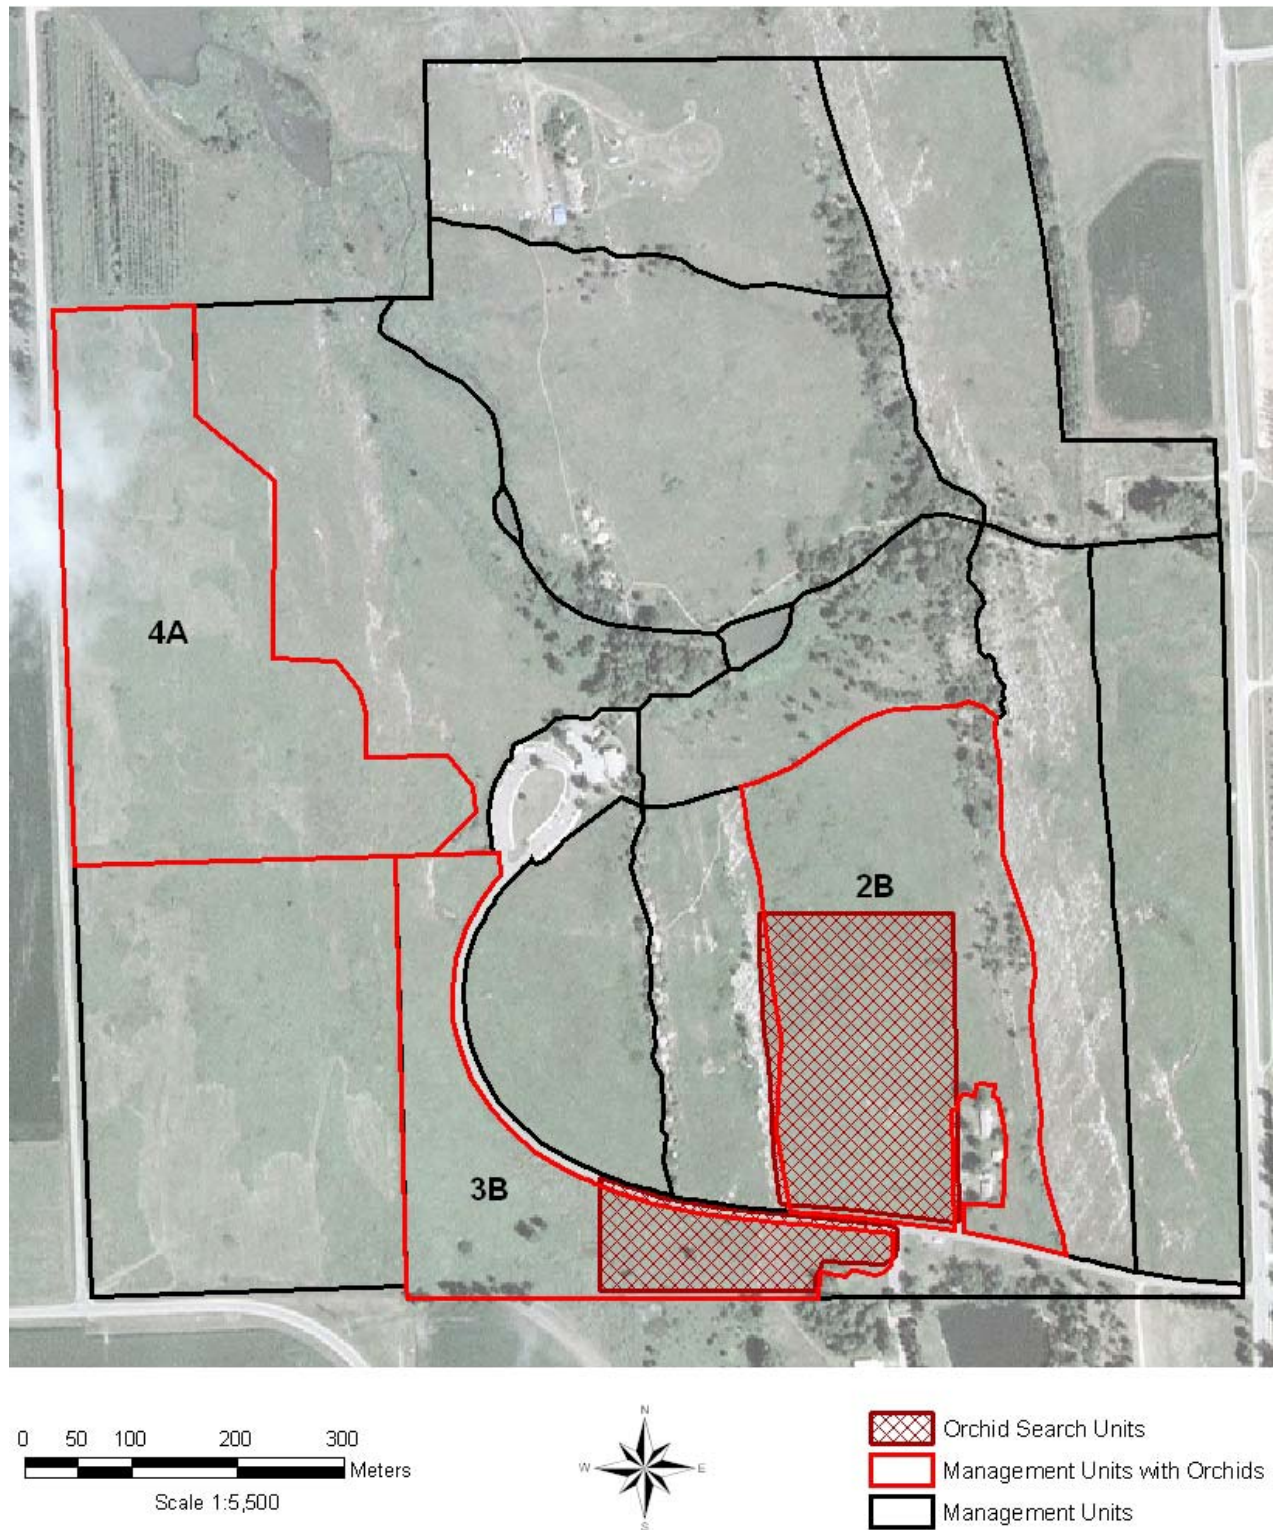 4A
2B
3B
0 50 100 200 300
Meters
Scale 1:5,500
N
W E
S
Orchid Search Units
Management Units with Orchids
Management Units